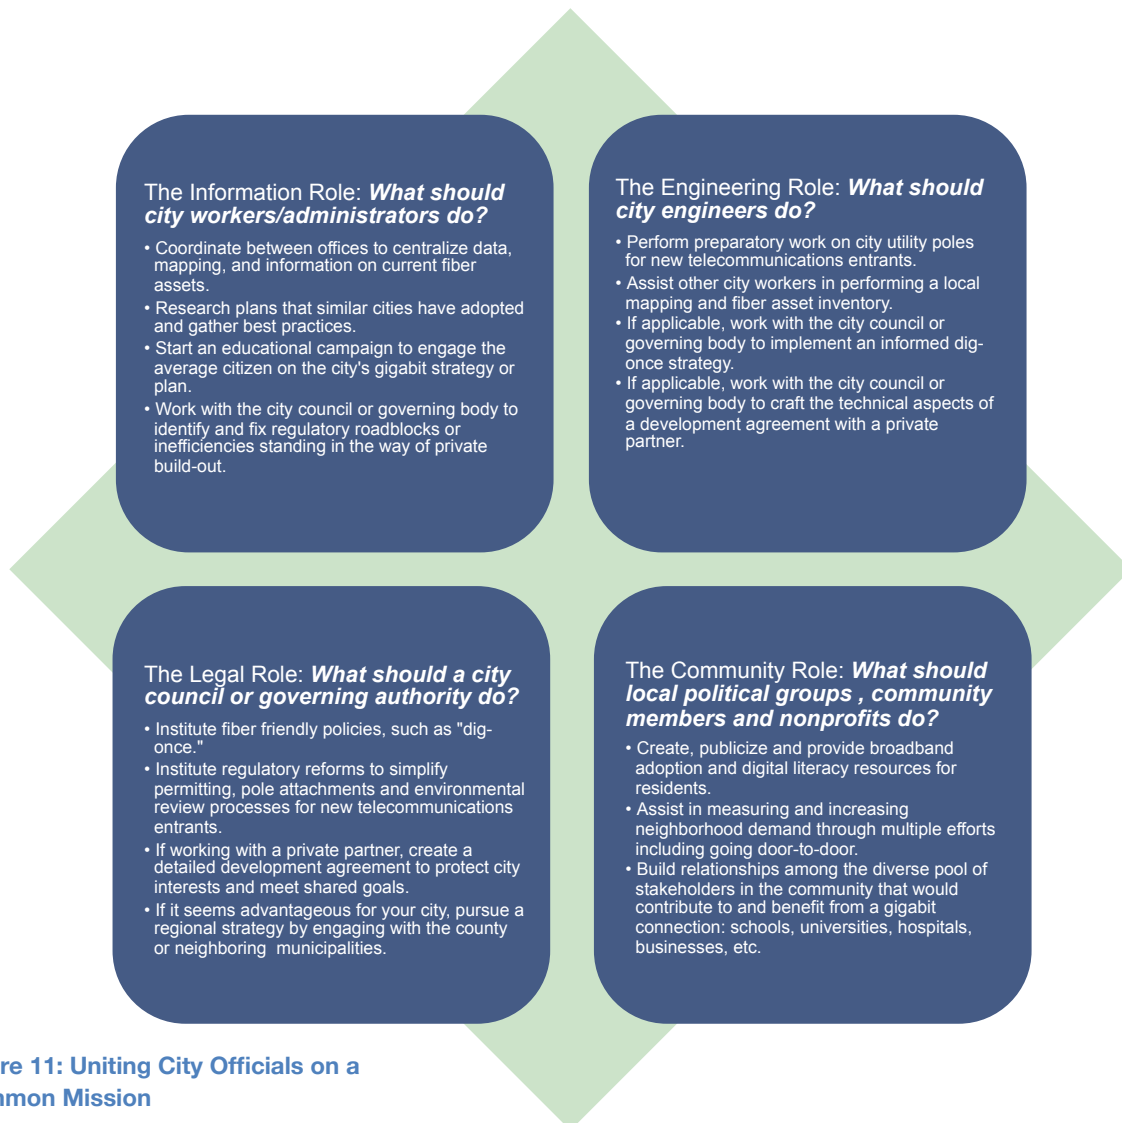 The Information Role: What should
city workers/administrators do?
• Coordinate between offices to centralize data,
mapping, and information on current fiber
assets.
• Research plans that similar cities have adopted
and gather best practices.
• Start an educational campaign to engage the
average citizen on the city's gigabit strategy or
plan.
• Work with the city council or governing body to
identify and fix regulatory roadblocks or
inefficiencies standing in the way of private
build-out.
The Engineering Role: What should
city engineers do?
• Perform preparatory work on city utility poles
for new telecommunications entrants.
• Assist other city workers in performing a local
mapping and fiber asset inventory.
• If applicable, work with the city council or
governing body to implement an informed dig-
once strategy.
• If applicable, work with the city council or
governing body to craft the technical aspects of
a development agreement with a private
partner.
The Legal Role: What should a city
council or governing authority do?
• Institute fiber friendly policies, such as "dig-
once."
• Institute regulatory reforms to simplify
permitting, pole attachments and environmental
review processes for new telecommunications
entrants.
• If working with a private partner, create a
detailed development agreement to protect city
interests and meet shared goals.
• If it seems advantageous for your city, pursue a
regional strategy by engaging with the county
or neighboring  municipalities.
The Community Role: What should
local political groups , community
members and nonprofits do?
• Create, publicize and provide broadband
adoption and digital literacy resources for
residents.
• Assist in measuring and increasing
neighborhood demand through multiple efforts
including going door-to-door.
• Build relationships among the diverse pool of
stakeholders in the community that would
contribute to and benefit from a gigabit
connection: schools, universities, hospitals,
businesses, etc.
re 11: Uniting City Officials on a
mmon Mission